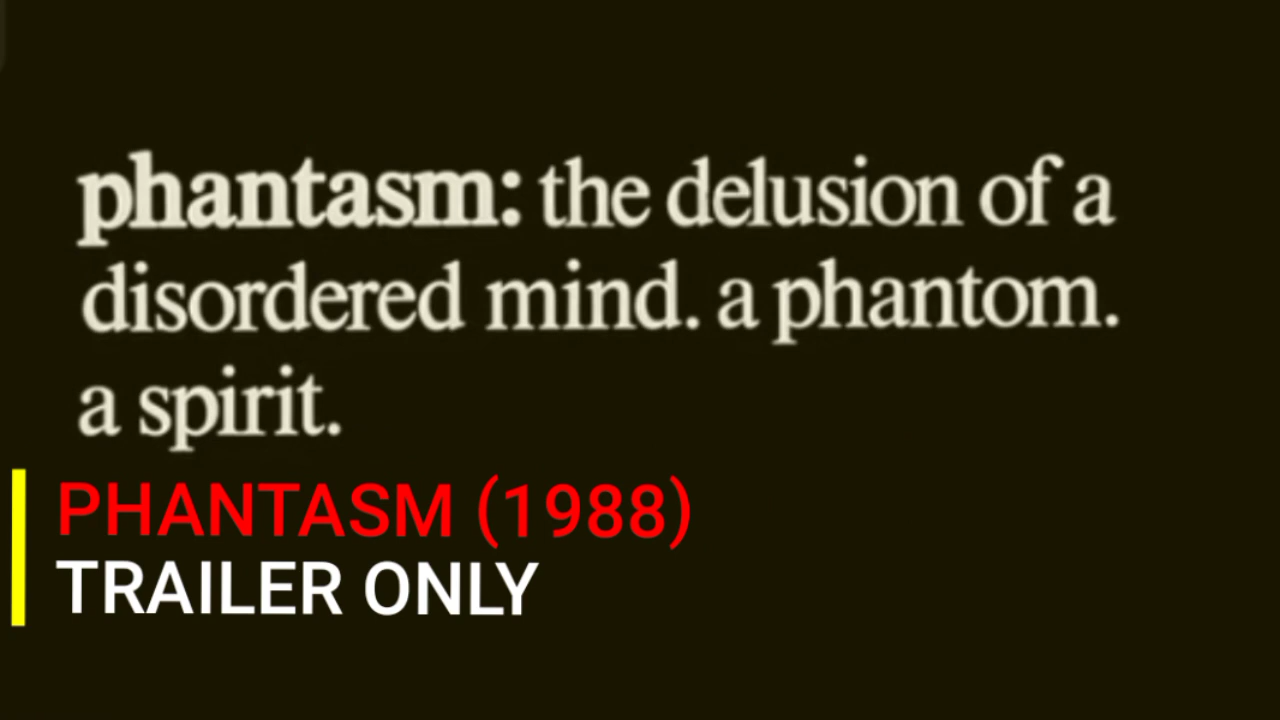 phantasm: the delusion of a
disordered mind. a phantom.
a spirit.
PHANTASM (1988)
TRAILER ONLY